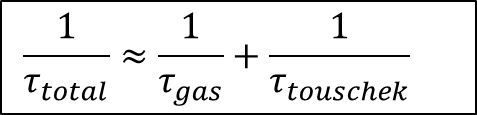 1/τ_total ≈ 1/τ_gas + 1/τ_touschek